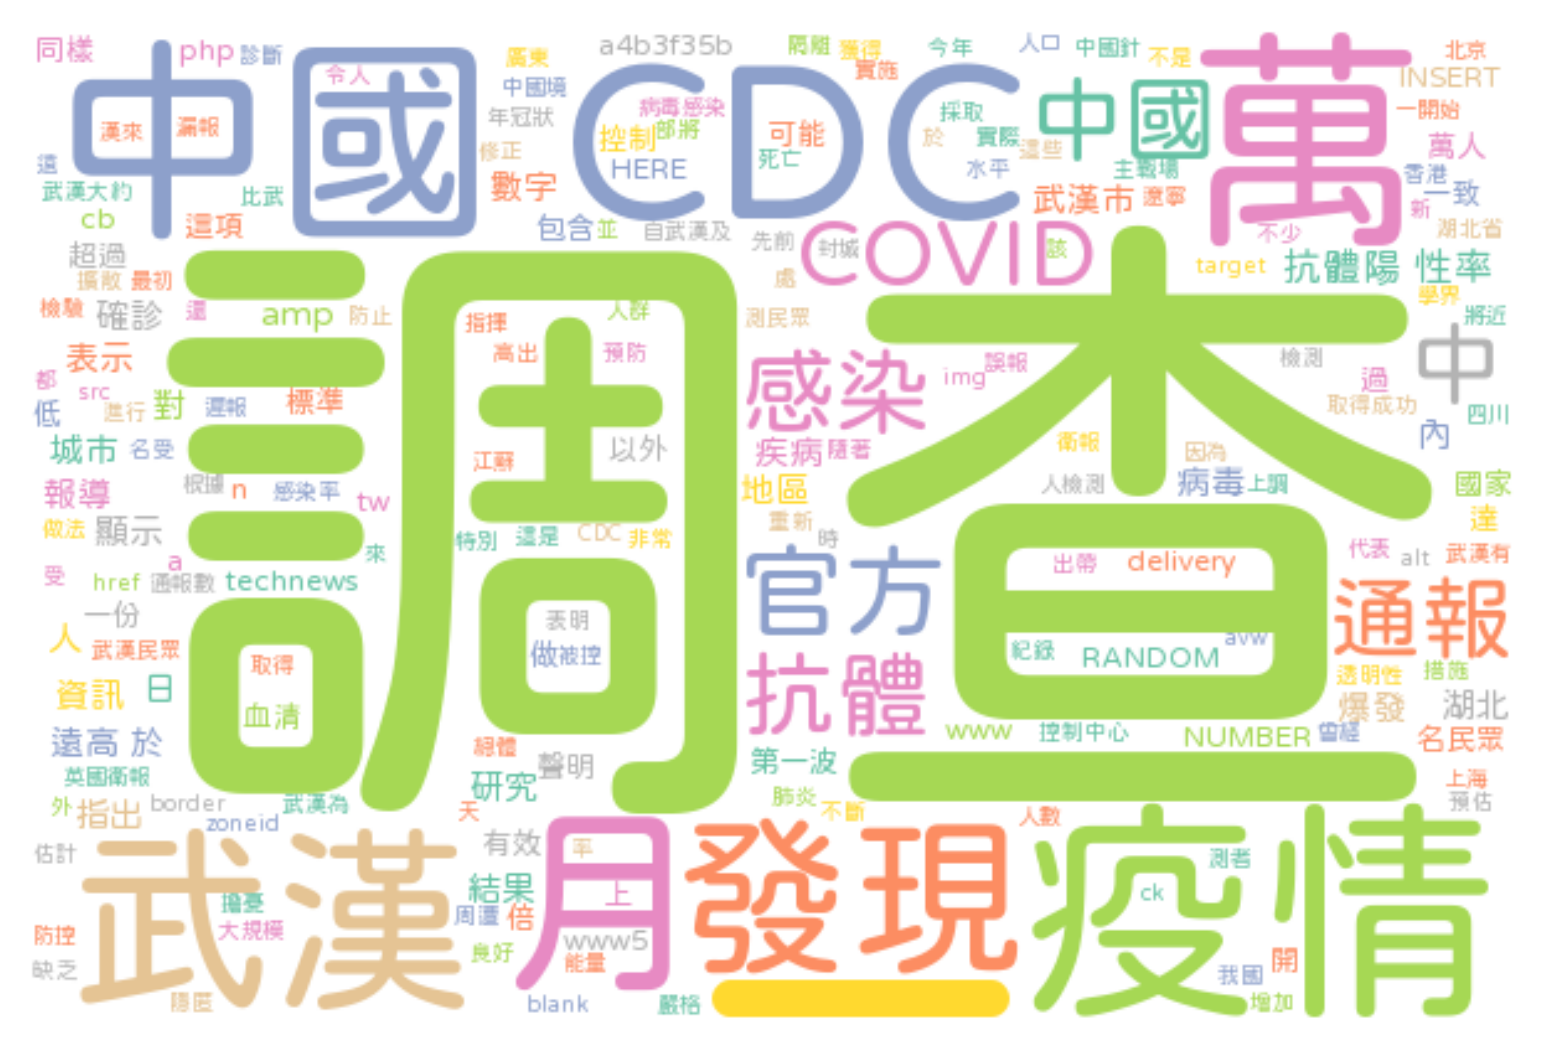 同樣 php 診斷 廣東 a4b3f35b 隔離 獲得 今年 人口 中國針 不是 北京
中國 CDC 中國 萬
令人 中國境 病毒感染 實施 INSERT
漢來 漏報 年冠狀 控制 部將 可能 採取 一開始
這 修正 HERE 死亡 於 實際 這些 萬人
武漢大約 比武 數字 水平 主戰場 香港 一致
cb 這項 包含 並 自武漢及 武漢市 遼寧 新 湖北省
超過 先前 封城 COVID 該 不少
調查
擴散 最初 處 target 抗體陽 性率
檢驗 確診 還 amp 防止 指揮 人群 測民眾 學界 將近
表示 高出 預防 感染 img 誤報 檢測 中
都 src 低 進行 對 遲報 標準 過 取得成功 四川
城市 名受 江蘇 以外 疾病 隨著 衛報 因為 內
報導 根據 n 感染率 tw 地區 人檢測 病毒 上調 國家
做法 顯示 來 特別 這是 CDC 非常 重新 時 達
受 a href 通報數 technews 官方 出帶 delivery 代表 alt 武漢有
一份 表明 通報
人 武漢民眾 取得 做 被控 抗體 紀錄 RANDOM avw
資訊 日 血清 透明性 措施 爆發 湖北
遠高 於 總體 聲明 www 控制中心 NUMBER 曾經 名民眾
英國衛報 研究 第一波 上海
外 指出 border 武漢為 天 肺炎 不斷 人數 預估
zoneid
武漢 月 發現 疫情
估計 有效 率 測者
擔憂 結果 上 ck
防控 大規模 周遭 倍 www5
缺乏 良好 能量 我國 開
隱匿 blank 嚴格 增加